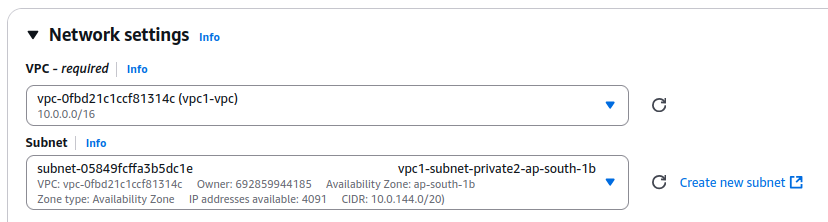 Network settings Info
VPC - required Info
vpc-0fbd21c1ccf81314c (vpc1-vpc)
10.0.0.0/16
Subnet Info
subnet-05849fcffa3b5dc1e vpc1-subnet-private2-ap-south-1b
VPC: vpc-0fbd21c1ccf81314c Owner: 692859944185 Availability Zone: ap-south-1b
Zone type: Availability Zone IP addresses available: 4091 CIDR: 10.0.144.0/20)
Create new subnet